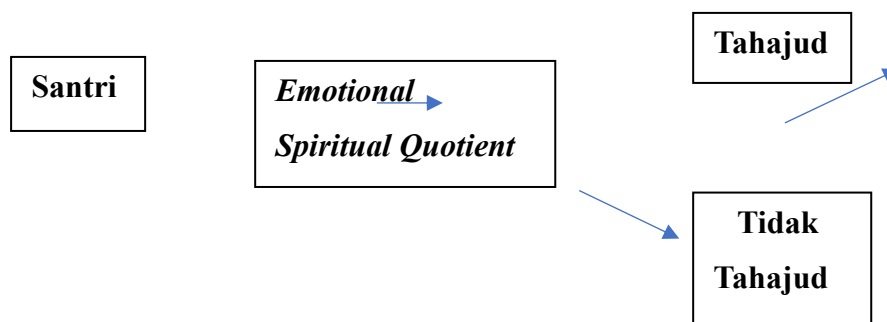 Santri
Emotional
Spiritual Quotient
Tahajud
Tidak
Tahajud